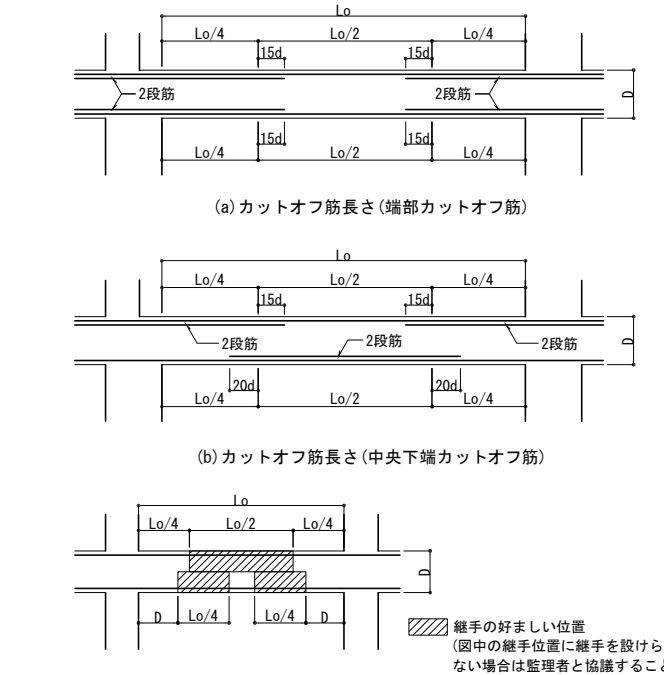 Lo
Lo/4 Lo/2 Lo/4
15d 15d
2段筋 2段筋 D
15d 15d
Lo/4 Lo/2 Lo/4
(a)カットオフ筋長さ(端部カットオフ筋)
Lo
Lo/4 Lo/2 Lo/4
15d 15d
2段筋 2段筋 2段筋 D
20d 20d
Lo/4 Lo/2 Lo/4
(b)カットオフ筋長さ(中央下端カットオフ筋)
Lo
Lo/4 Lo/2 Lo/4
D
D Lo/4 Lo/4 D
継手の好ましい位置
(図中の継手位置に継手を設けら
ない場合は監理者と協議するこ